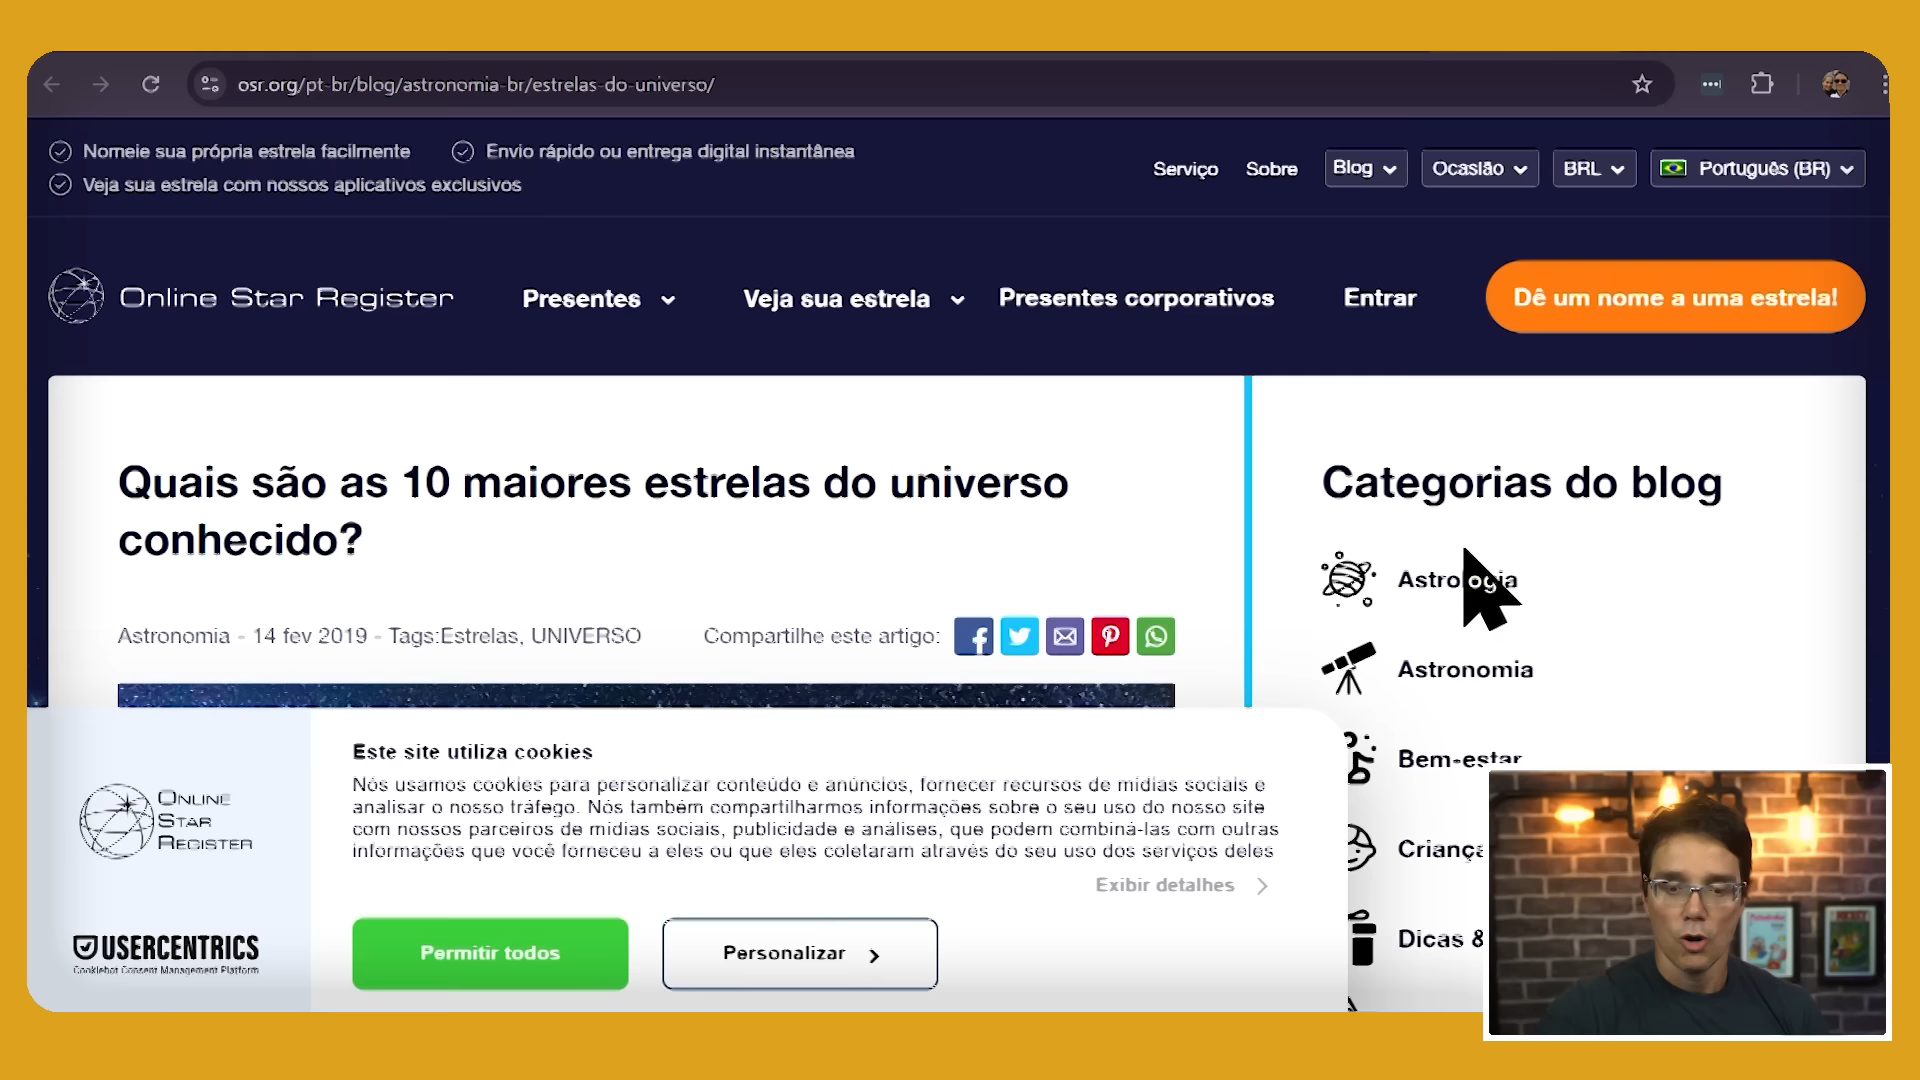 osr.org/pt-br/blog/astronomia-br/estrelas-do-universo/
Nomeie sua própria estrela facilmente
Envio rápido ou entrega digital instantânea
Veja sua estrela com nossos aplicativos exclusivos
Serviço
Sobre
Blog
Ocasião
BRL
Português (BR)
Online Star Register
Presentes
Veja sua estrela
Presentes corporativos
Entrar
Dê um nome a uma estrela!
Quais são as 10 maiores estrelas do universo
conhecido?
Astronomia - 14 fev 2019 - Tags:Estrelas, UNIVERSO
Compartilhe este artigo:
Categorias do blog
Astrologia
Astronomia
Bem-estar
Criança
Dicas &
Este site utiliza cookies
Nós usamos cookies para personalizar conteúdo e anúncios, fornecer recursos de mídias sociais e
analisar o nosso tráfego. Nós também compartilharmos informações sobre o seu uso do nosso site
com nossos parceiros de mídias sociais, publicidade e análises, que podem combiná-las com outras
informações que você forneceu a eles ou que eles coletaram através do seu uso dos serviços deles
Exibir detalhes
Permitir todos
Personalizar
Online
Star
Register
USERCENTRICS
Cookiebot Consent Management Platform